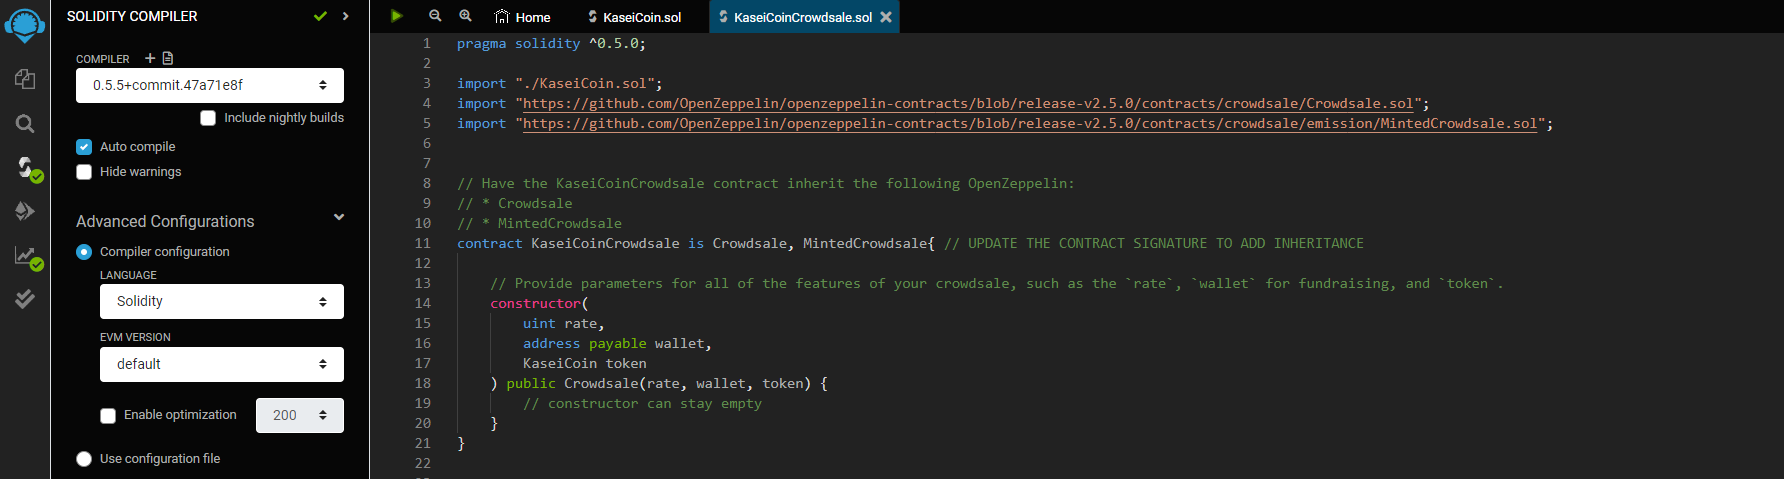 SOLIDITY COMPILER
COMPILER
0.5.5+commit.47a71e8f
Include nightly builds
Auto compile
Hide warnings
Advanced Configurations
Compiler configuration
LANGUAGE
Solidity
EVM VERSION
default
Enable optimization 200
Use configuration file
Home KaseiCoin.sol KaseiCoinCrowdsale.sol
1 pragma solidity ^0.5.0;
2
3 import "./KaseiCoin.sol";
4 import "https://github.com/OpenZeppelin/openzeppelin-contracts/blob/release-v2.5.0/contracts/crowdsale/Crowdsale.sol";
5 import "https://github.com/OpenZeppelin/openzeppelin-contracts/blob/release-v2.5.0/contracts/crowdsale/emission/MintedCrowdsale.sol";
6
7
8 // Have the KaseiCoinCrowdsale contract inherit the following OpenZeppelin:
9 // * Crowdsale
10 // * MintedCrowdsale
11 contract KaseiCoinCrowdsale is Crowdsale, MintedCrowdsale{ // UPDATE THE CONTRACT SIGNATURE TO ADD INHERITANCE
12
13 // Provide parameters for all of the features of your crowdsale, such as the `rate`, `wallet` for fundraising, and `token`.
14 constructor(
15 uint rate,
16 address payable wallet,
17 KaseiCoin token
18 ) public Crowdsale(rate, wallet, token) {
19 // constructor can stay empty
20 }
21 }
22